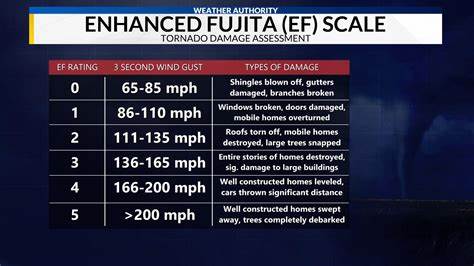 WEATHER AUTHORITY
ENHANCED FUJITA (EF) SCALE
TORNADO DAMAGE ASSESSMENT
EF RATING 3 SECOND WIND GUST TYPES OF DAMAGE
0 65-85 mph Shingles blown off, gutters
damaged, branches broken
1 86-110 mph Windows broken, doors damaged,
mobile homes overturned
2 111-135 mph Roofs torn off, mobile homes
destroyed, large trees snapped
3 136-165 mph Entire stories of homes destroyed,
sig. damage to large buildings
4 166-200 mph Well constructed homes leveled,
cars thrown significant distance
5 >200 mph Well constructed homes swept
away, trees completely debarked